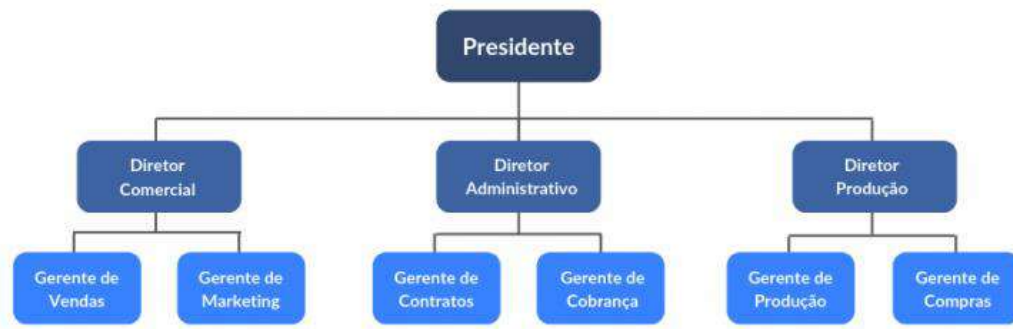 Presidente
Diretor
Comercial
Diretor
Administrativo
Diretor
Produção
Gerente de
Vendas
Gerente de
Marketing
Gerente de
Contratos
Gerente de
Cobrança
Gerente de
Produção
Gerente de
Compras